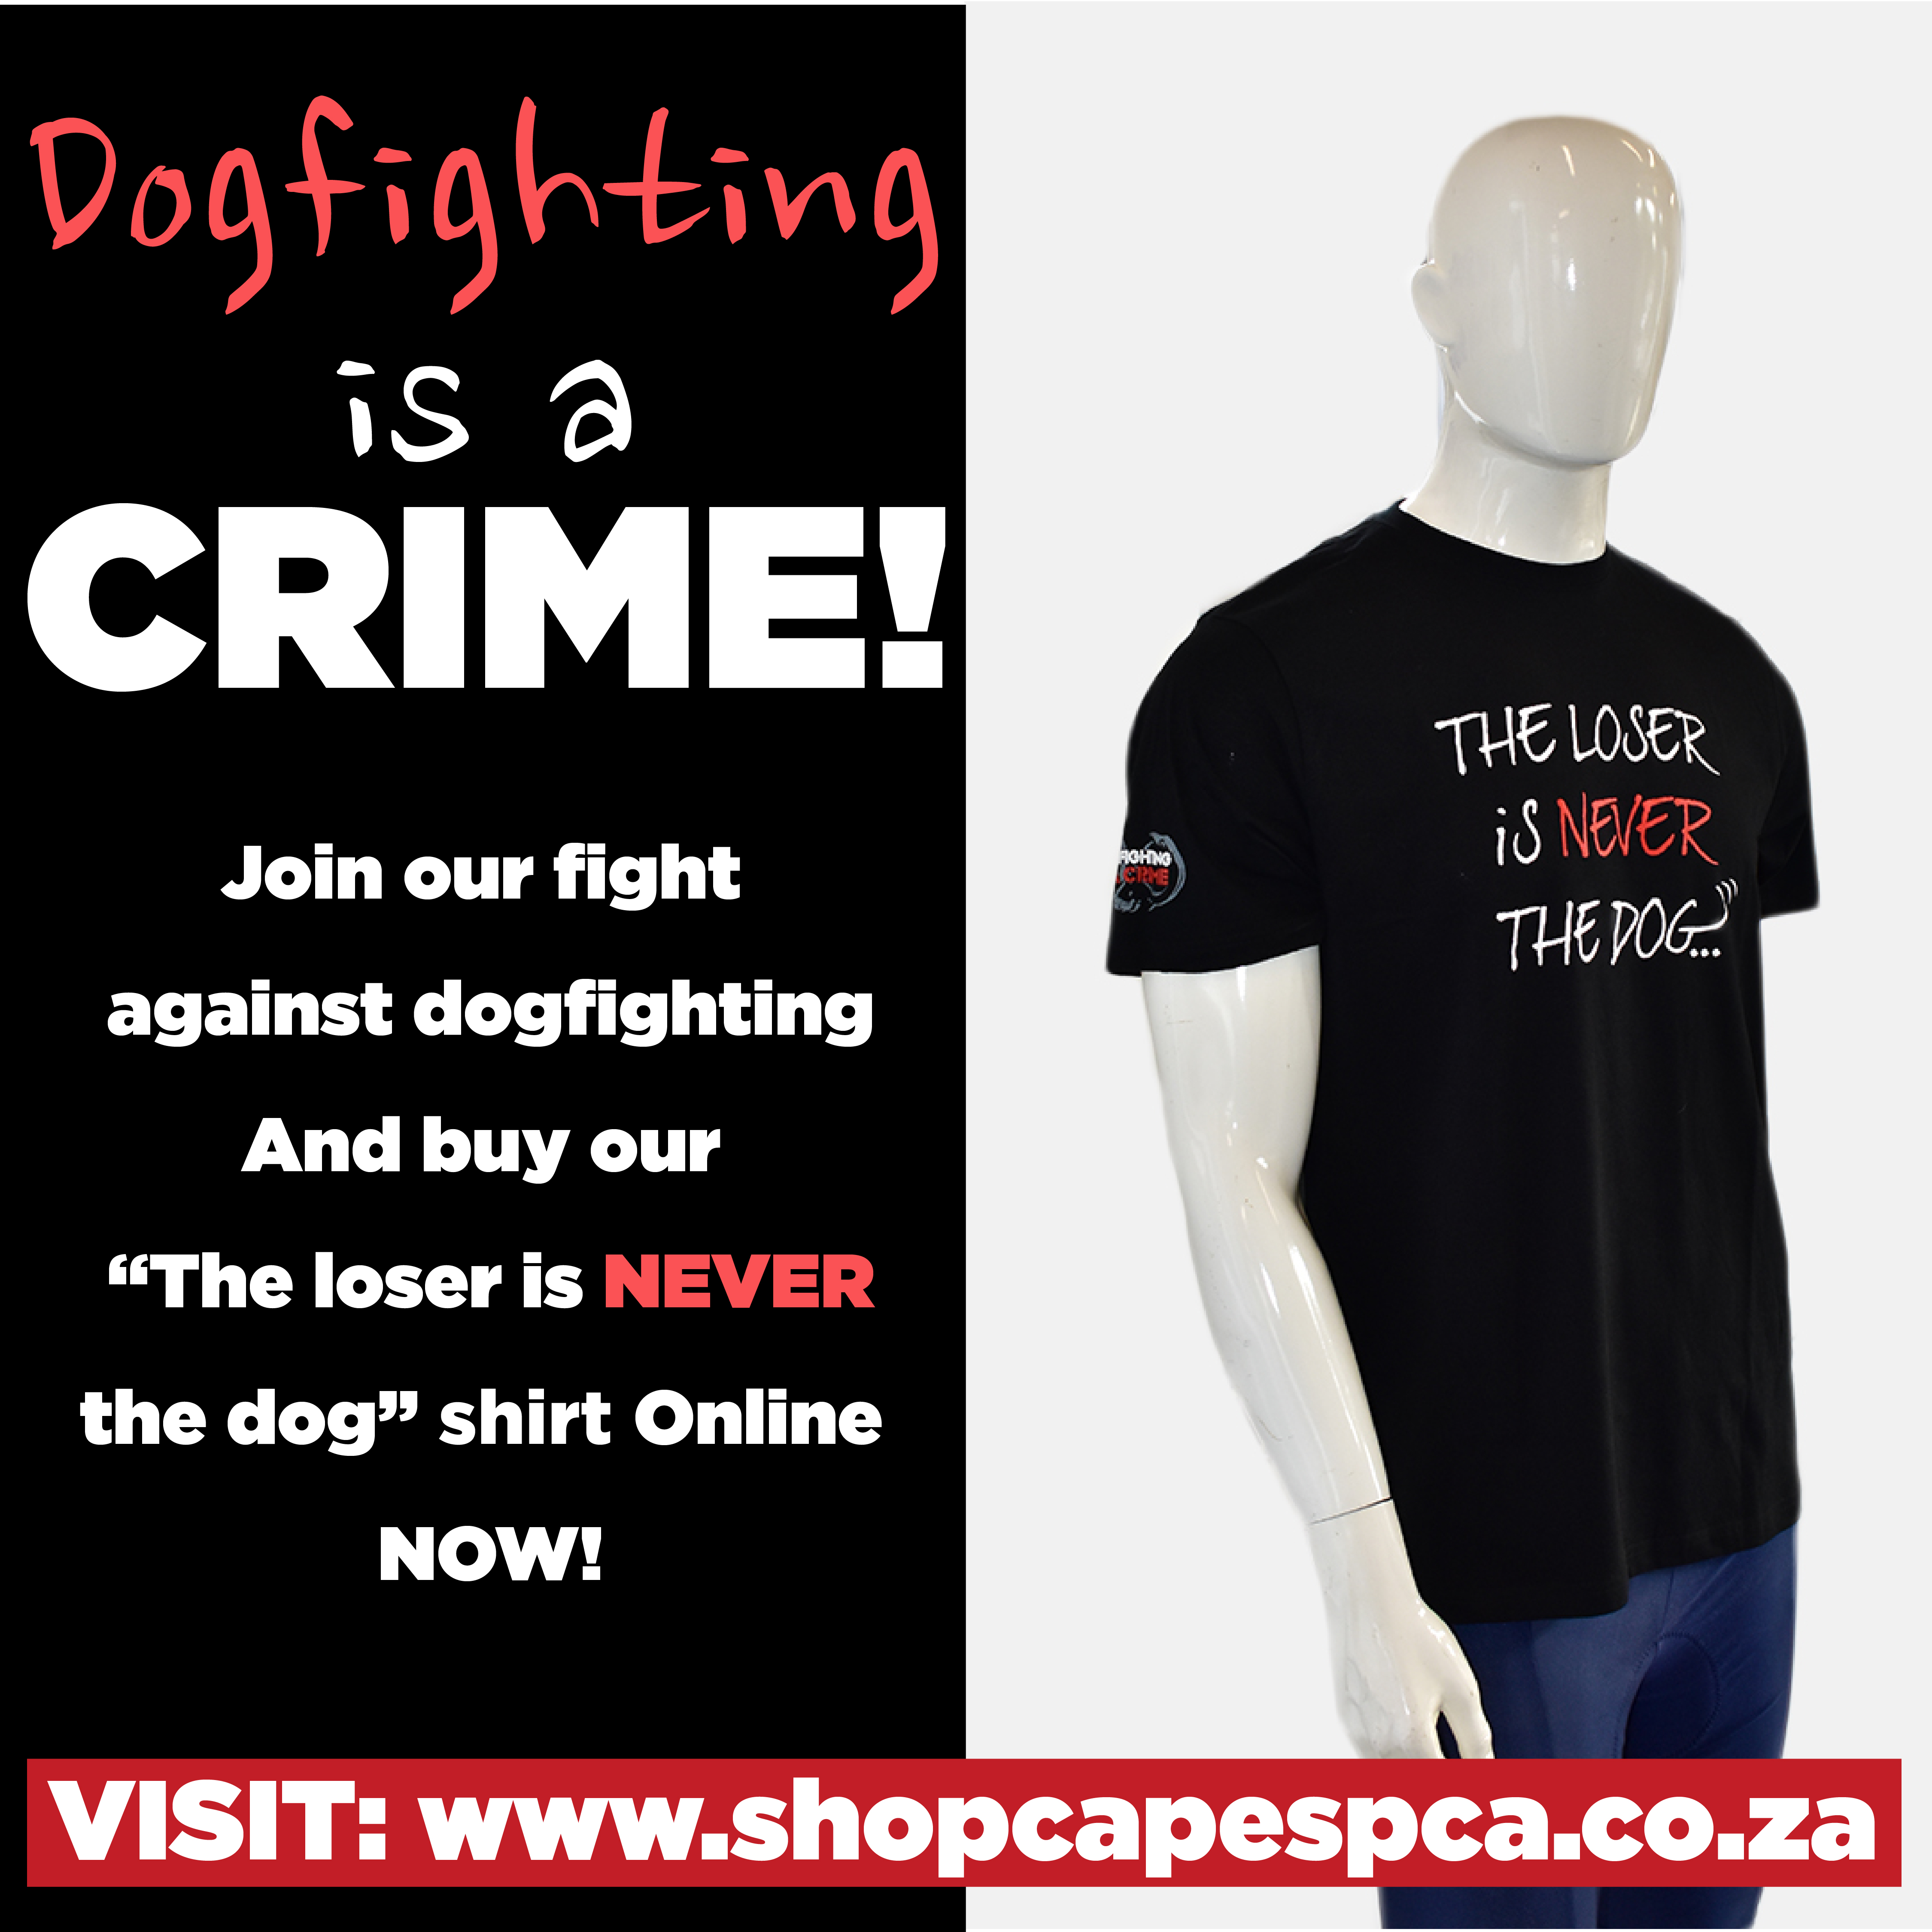 Dogfighting
is a
CRIME!
Join our fight
against dogfighting
And buy our
“The loser is NEVER
the dog” shirt Online
NOW!
THE LOSER
iS NEVER
THE DOG...
FIGHTING
CRIME
VISIT: www.shopcapespca.co.za